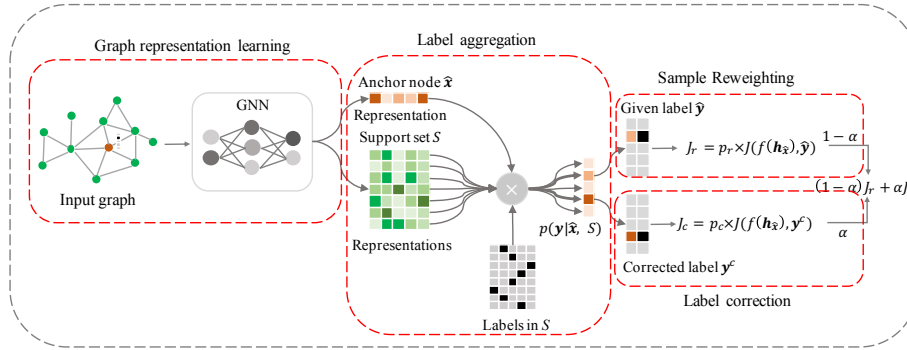 Graph representation learning
Label aggregation
Sample Reweighting
GNN
Input graph
Anchor node x̂
Representation
Support set S
Representations
Labels in S
p(y|x̂, S)
Given label ŷ
J_r = p_r×J(f(h_x̂), ŷ)
1 − α
(1−α)J_r + αJ
J_c = p_c×J(f(h_x̂), y^c)
α
Corrected label y^c
Label correction